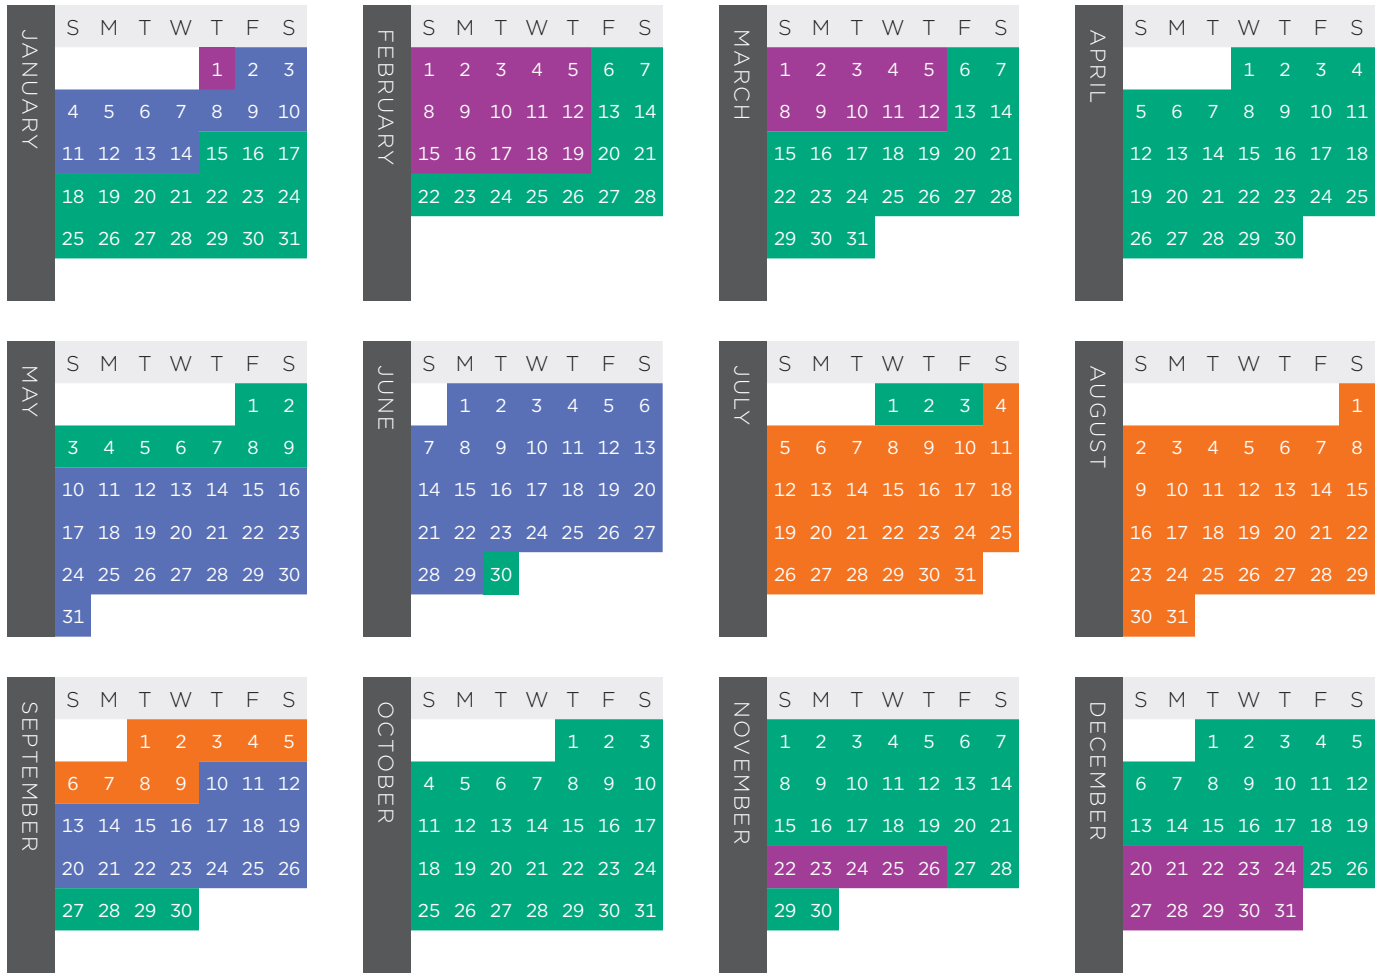 JANUARY
S M T W T F S
1 2 3
4 5 6 7 8 9 10
11 12 13 14 15 16 17
18 19 20 21 22 23 24
25 26 27 28 29 30 31
FEBRUARY
S M T W T F S
1 2 3 4 5 6 7
8 9 10 11 12 13 14
15 16 17 18 19 20 21
22 23 24 25 26 27 28
MARCH
S M T W T F S
1 2 3 4 5 6 7
8 9 10 11 12 13 14
15 16 17 18 19 20 21
22 23 24 25 26 27 28
29 30 31
APRIL
S M T W T F S
1 2 3 4
5 6 7 8 9 10 11
12 13 14 15 16 17 18
19 20 21 22 23 24 25
26 27 28 29 30
MAY
S M T W T F S
1 2
3 4 5 6 7 8 9
10 11 12 13 14 15 16
17 18 19 20 21 22 23
24 25 26 27 28 29 30
31
JUNE
S M T W T F S
1 2 3 4 5 6
7 8 9 10 11 12 13
14 15 16 17 18 19 20
21 22 23 24 25 26 27
28 29 30
JULY
S M T W T F S
1 2 3 4
5 6 7 8 9 10 11
12 13 14 15 16 17 18
19 20 21 22 23 24 25
26 27 28 29 30 31
AUGUST
S M T W T F S
1
2 3 4 5 6 7 8
9 10 11 12 13 14 15
16 17 18 19 20 21 22
23 24 25 26 27 28 29
30 31
SEPTEMBER
S M T W T F S
1 2 3 4 5
6 7 8 9 10 11 12
13 14 15 16 17 18 19
20 21 22 23 24 25 26
27 28 29 30
OCTOBER
S M T W T F S
1 2 3
4 5 6 7 8 9 10
11 12 13 14 15 16 17
18 19 20 21 22 23 24
25 26 27 28 29 30 31
NOVEMBER
S M T W T F S
1 2 3 4 5 6 7
8 9 10 11 12 13 14
15 16 17 18 19 20 21
22 23 24 25 26 27 28
29 30
DECEMBER
S M T W T F S
1 2 3 4 5
6 7 8 9 10 11 12
13 14 15 16 17 18 19
20 21 22 23 24 25 26
27 28 29 30 31